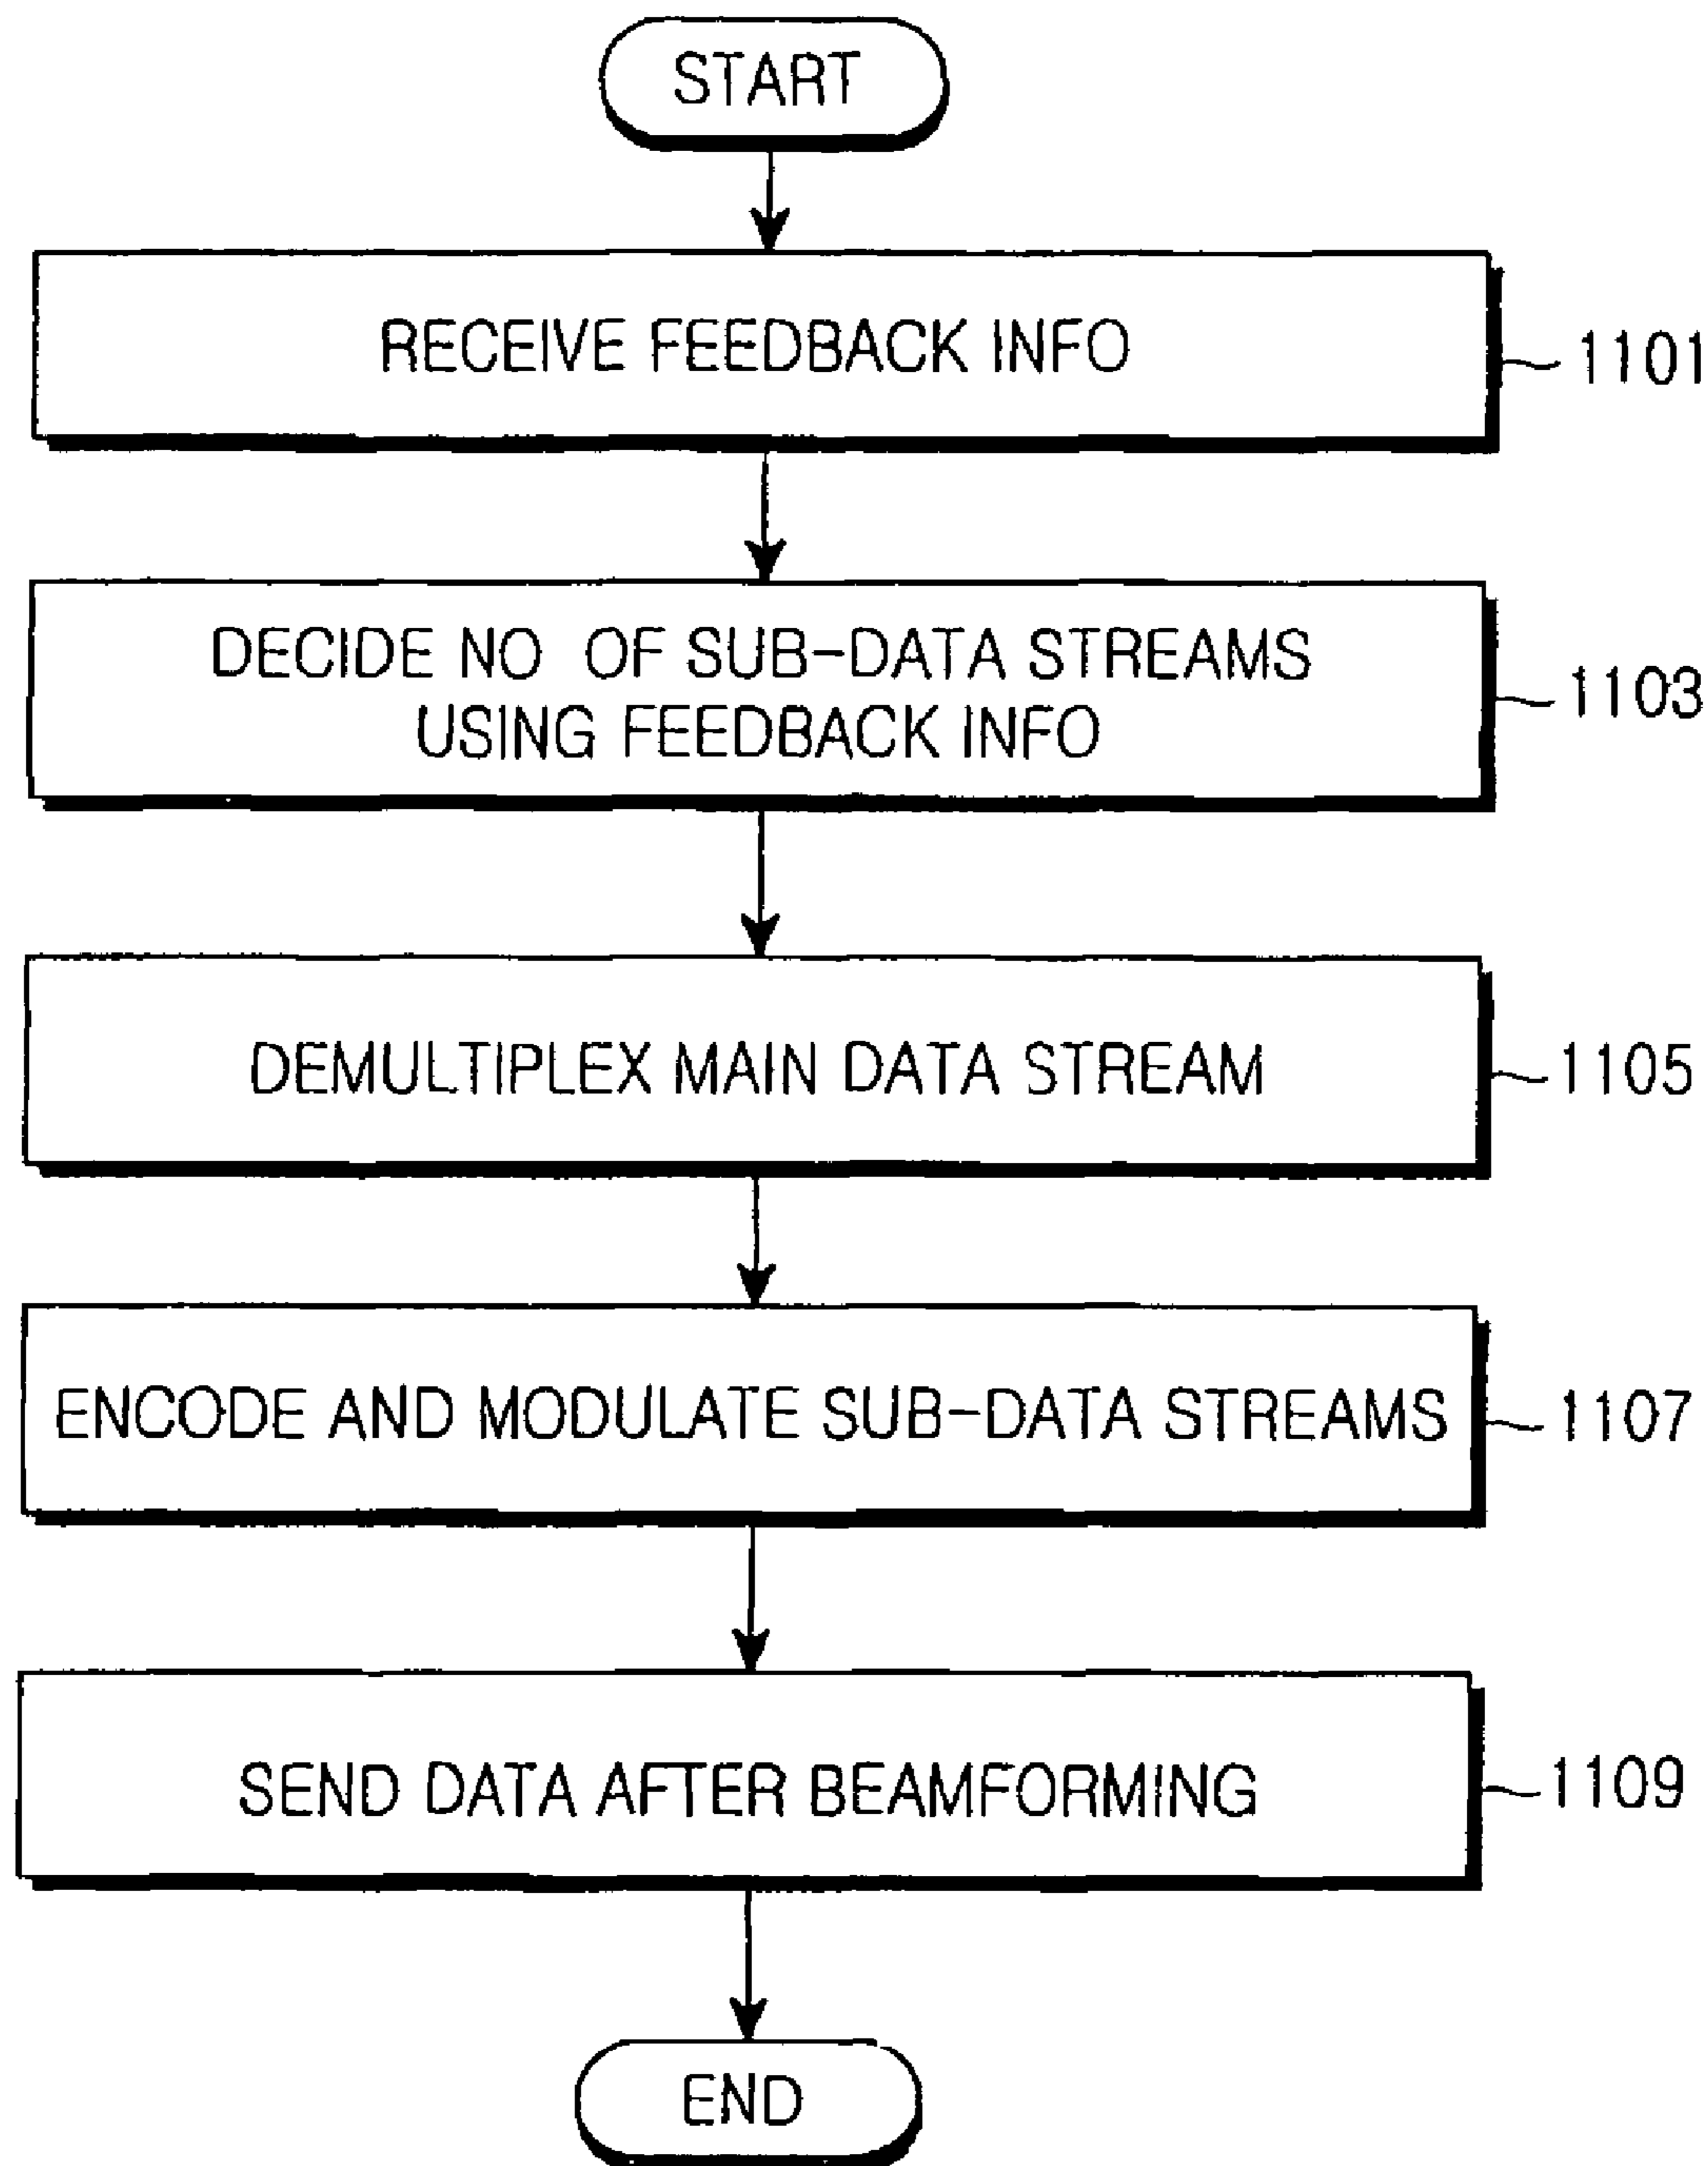 START
RECEIVE FEEDBACK INFO
1101
DECIDE NO OF SUB-DATA STREAMS
USING FEEDBACK INFO
1103
DEMULTIPLEX MAIN DATA STREAM
1105
ENCODE AND MODULATE SUB-DATA STREAMS
1107
SEND DATA AFTER BEAMFORMING
1109
END